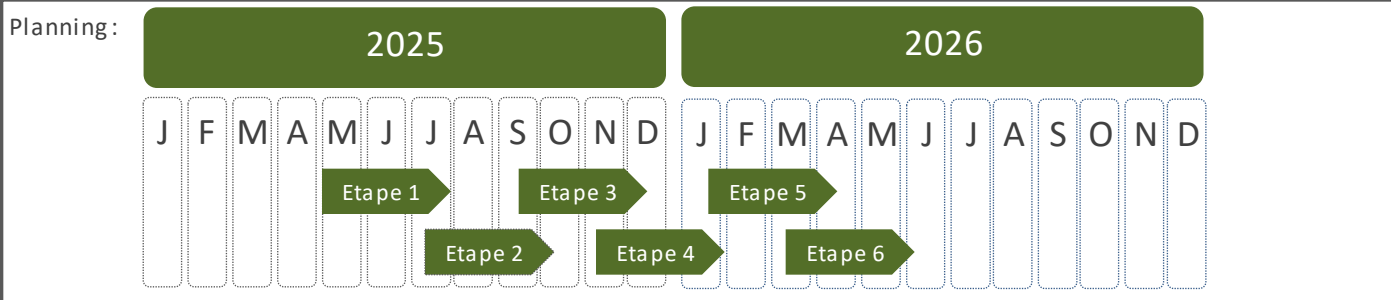 Planning :
2025 2026
J F M A M J J A S O N D J F M A M J J A S O N D
Etape 1 Etape 3 Etape 5
Etape 2 Etape 4 Etape 6